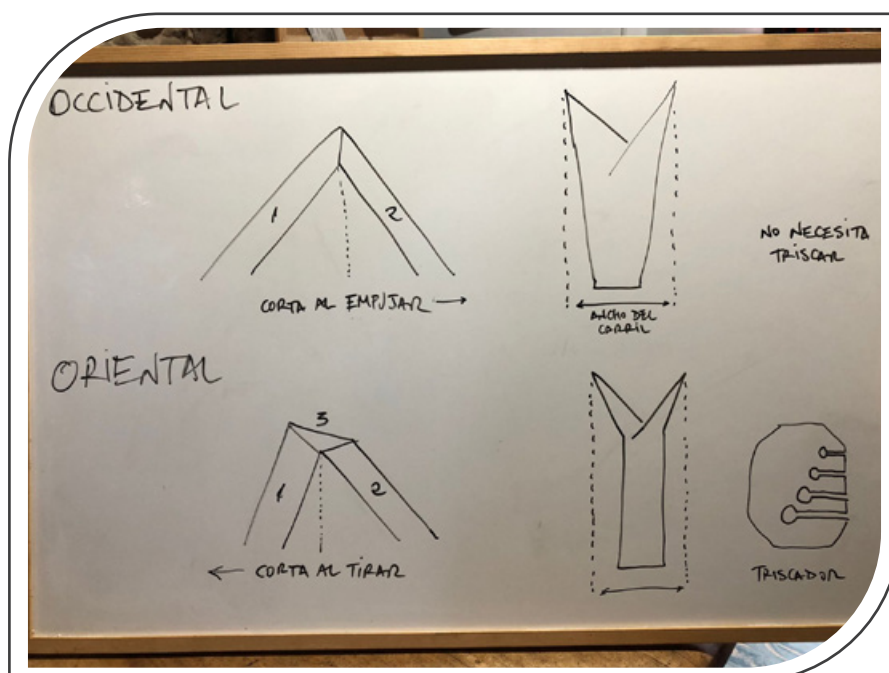 OCCIDENTAL
1
2
CORTA AL EMPUJAR →
ANCHO DEL
CARRIL
NO NECESITA
TRISCAR
ORIENTAL
3
1
2
← CORTA AL TIRAR
TRISCADOR